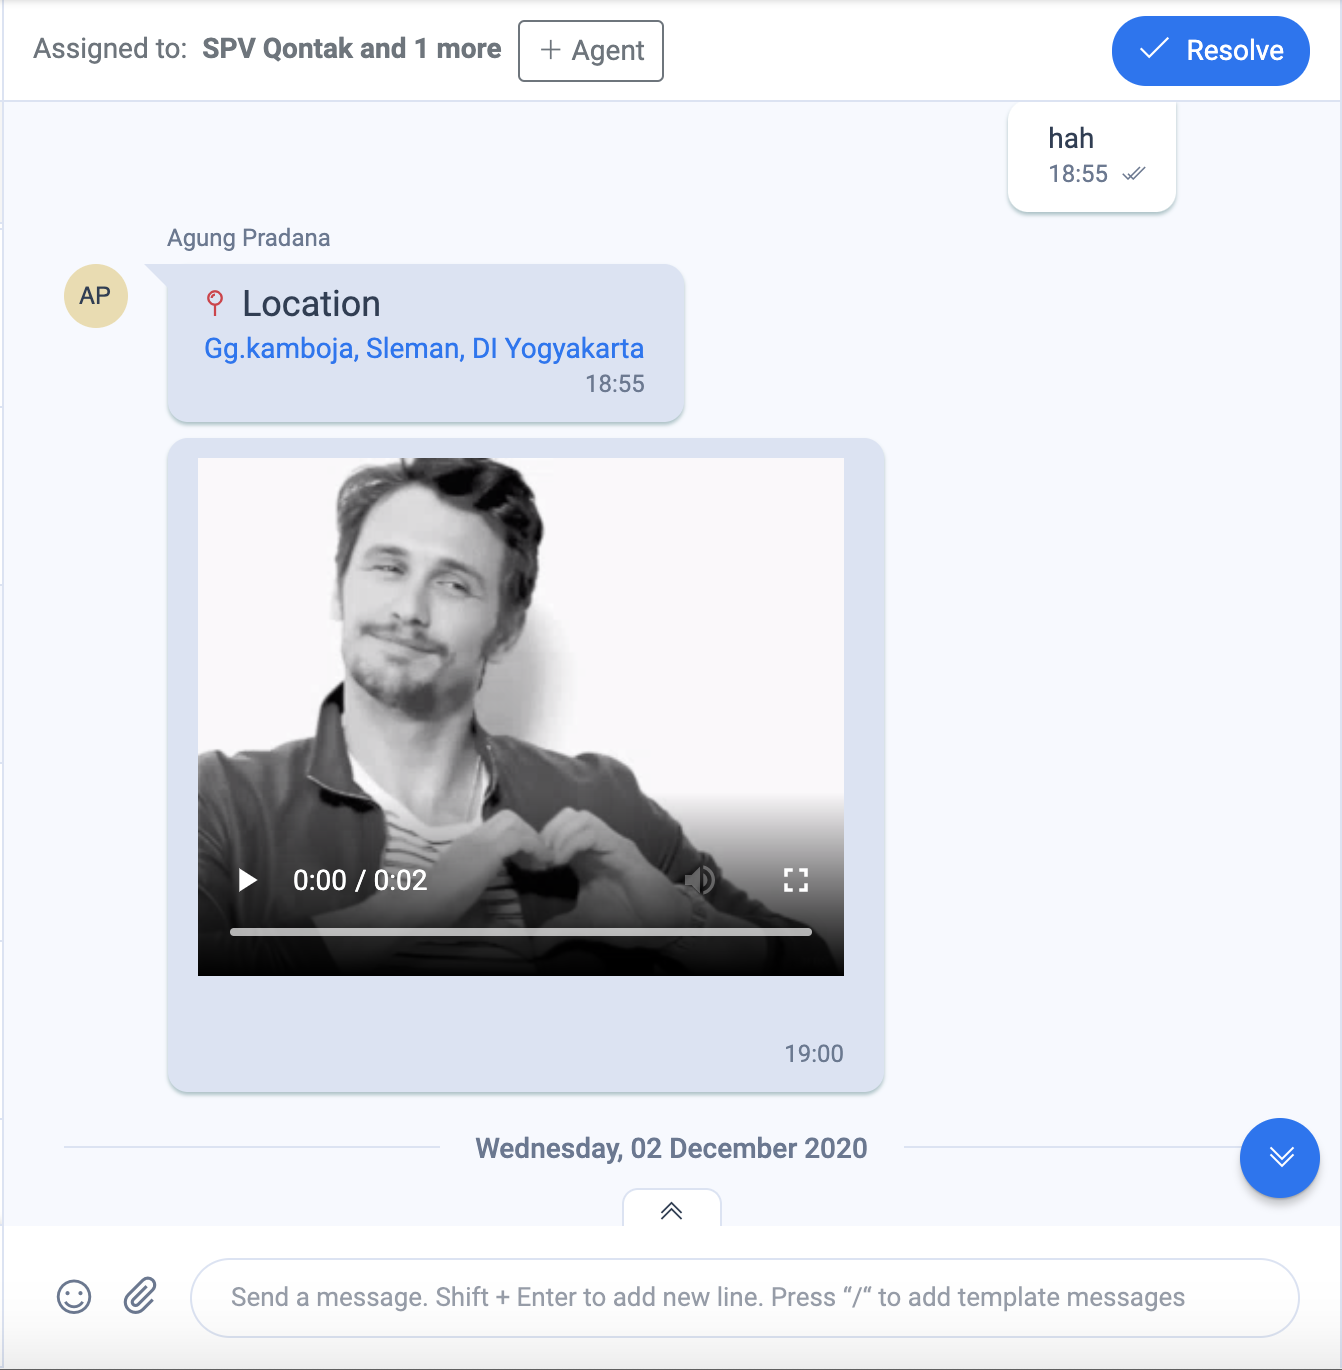 Assigned to: SPV Qontak and 1 more + Agent Resolve
hah
18:55
Agung Pradana
AP
Location
Gg.kamboja, Sleman, DI Yogyakarta
18:55
0:00 / 0:02
19:00
Wednesday, 02 December 2020
Send a message. Shift + Enter to add new line. Press “/“ to add template messages